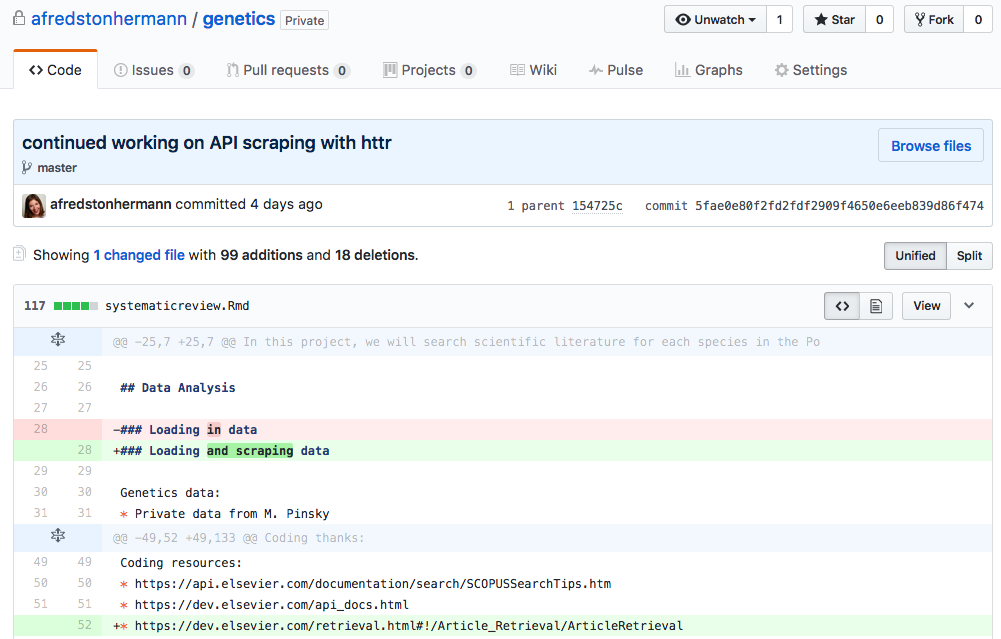 afredstonhermann / genetics Private Unwatch 1 Star 0 Fork 0
Code Issues 0 Pull requests 0 Projects 0 Wiki Pulse Graphs Settings
continued working on API scraping with httr
Browse files
master
afredstonhermann committed 4 days ago 1 parent 154725c commit 5fae0e80f2fd2fdf2909f4650e6eeb839d86f474
Showing 1 changed file with 99 additions and 18 deletions. Unified Split
117 systematicreview.Rmd <> View
@@ -25,7 +25,7 @@ In this project, we will search scientific literature for each species in the Po
25 25
26 26 ## Data Analysis
27 27
28 -### Loading in data
28 +### Loading and scraping data
29 29
30 30 Genetics data:
31 31 * Private data from M. Pinsky
@@ -49,52 +49,133 @@ Coding thanks:
49 49 Coding resources:
50 50 * https://api.elsevier.com/documentation/search/SCOPUSSearchTips.htm
51 51 * https://dev.elsevier.com/api_docs.html
52 +* https://dev.elsevier.com/retrieval.html#!/Article_Retrieval/ArticleRetrieval